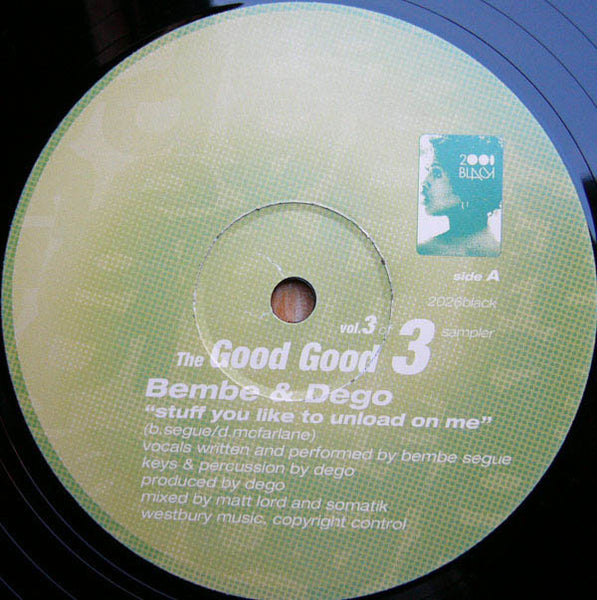 2001
BLACK
side A
2026black
vol.3 of sampler
The Good Good 3
Bembe & Dego
"stuff you like to unload on me"
(b.segue/d.mcfarlane)
vocals written and performed by bembe segue
keys & percussion by dego
produced by dego
mixed by matt lord and somatik
westbury music, copyright control